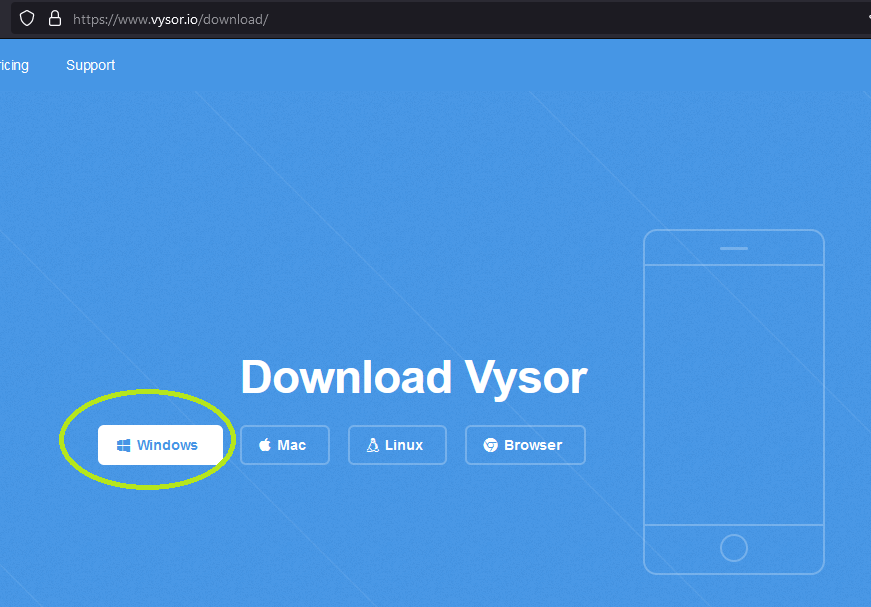 https://www.vysor.io/download/
ricing Support
Download Vysor
Windows Mac Linux Browser